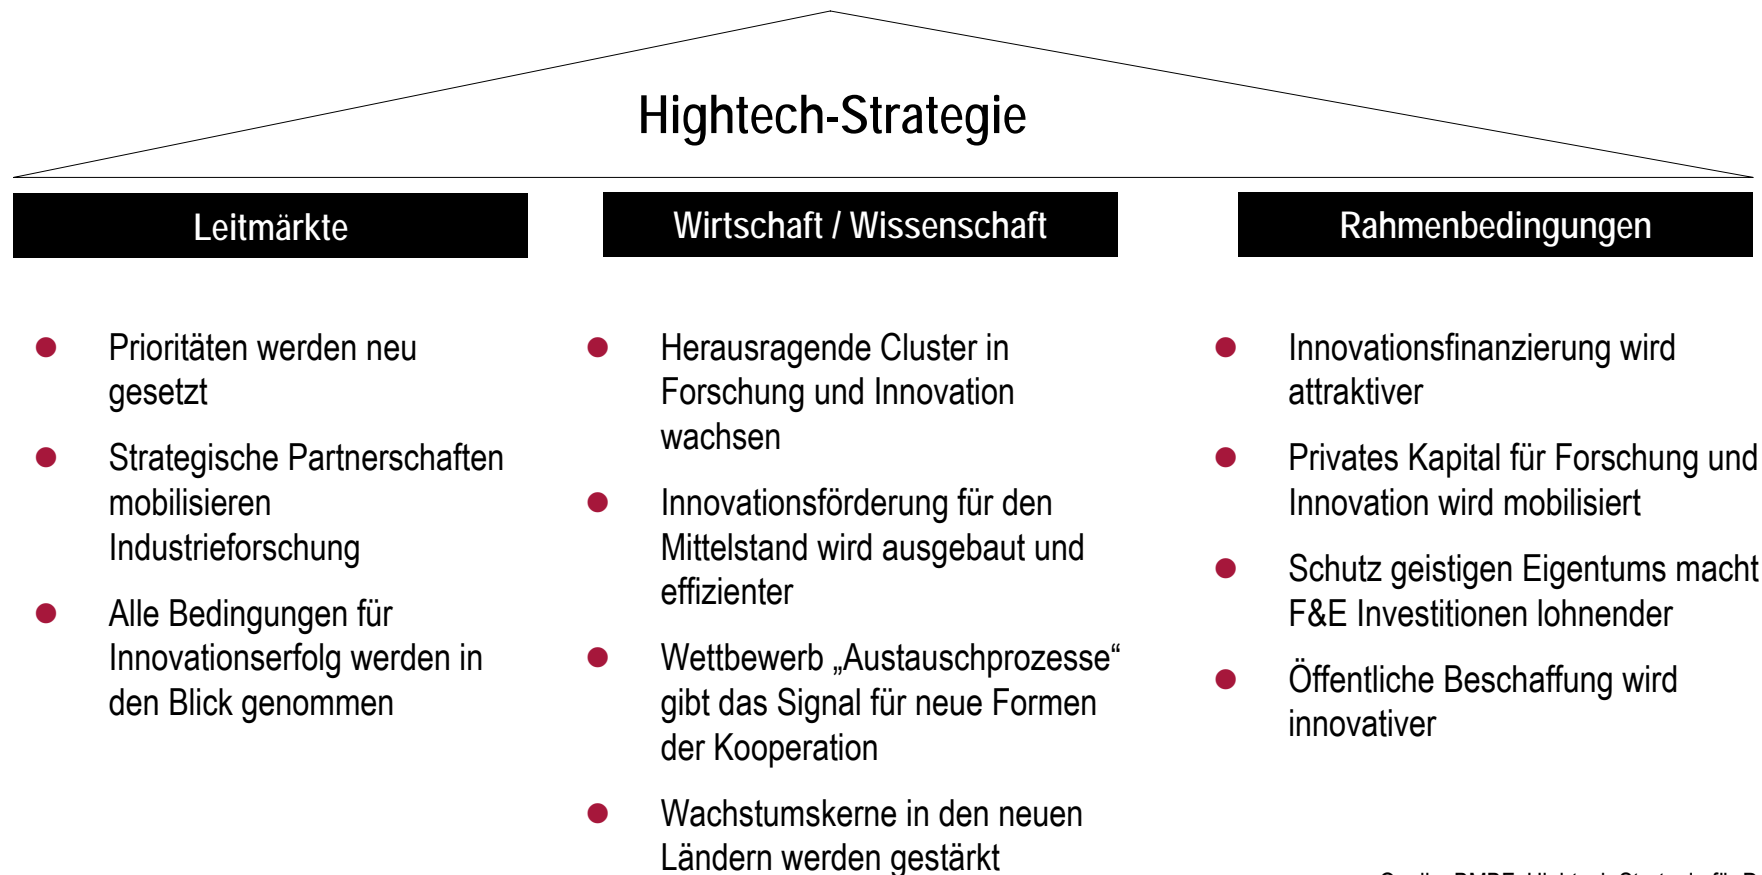 Hightech-Strategie
Leitmärkte
Prioritäten werden neu
gesetzt
Strategische Partnerschaften
mobilisieren
Industrieforschung
Alle Bedingungen für
Innovationserfolg werden in
den Blick genommen
Wirtschaft / Wissenschaft
Herausragende Cluster in
Forschung und Innovation
wachsen
Innovationsförderung für den
Mittelstand wird ausgebaut und
effizienter
Wettbewerb „Austauschprozesse“
gibt das Signal für neue Formen
der Kooperation
Wachstumskerne in den neuen
Ländern werden gestärkt
Rahmenbedingungen
Innovationsfinanzierung wird
attraktiver
Privates Kapital für Forschung und
Innovation wird mobilisiert
Schutz geistigen Eigentums macht
F&E Investitionen lohnender
Öffentliche Beschaffung wird
innovativer